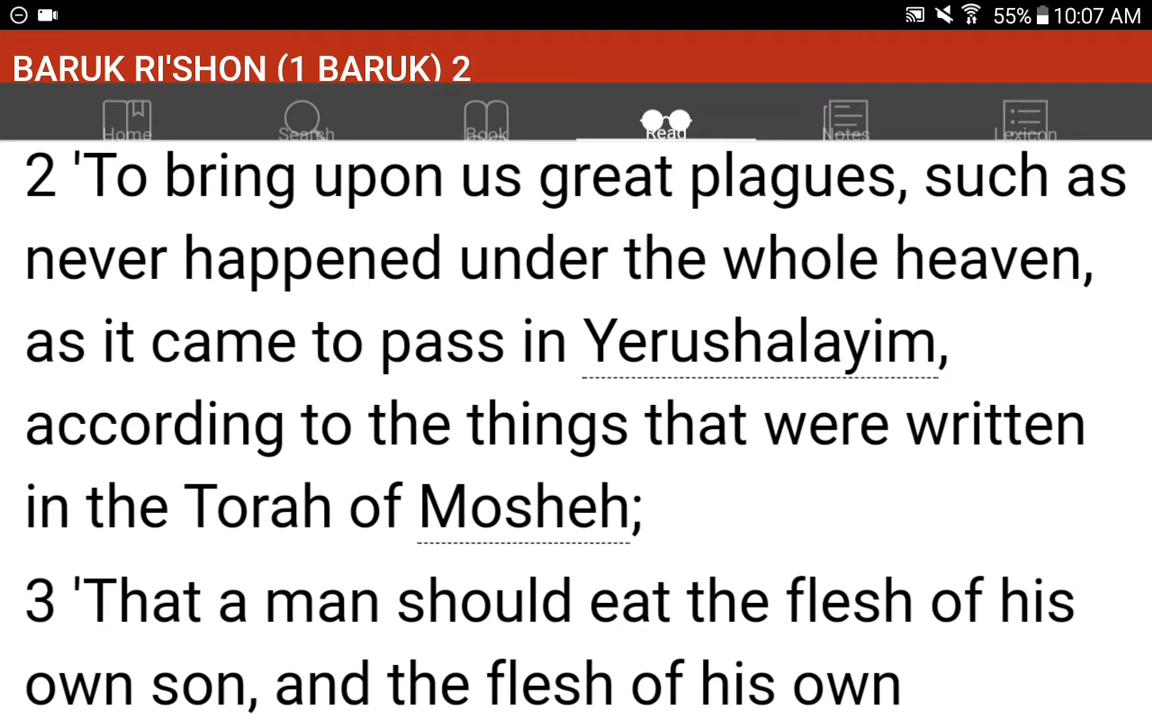 55% 10:07 AM
BARUK RI'SHON (1 BARUK) 2
Home Search Book Read Notes Lexicon
2 'To bring upon us great plagues, such as
never happened under the whole heaven,
as it came to pass in Yerushalayim,
according to the things that were written
in the Torah of Mosheh;
3 'That a man should eat the flesh of his
own son, and the flesh of his own